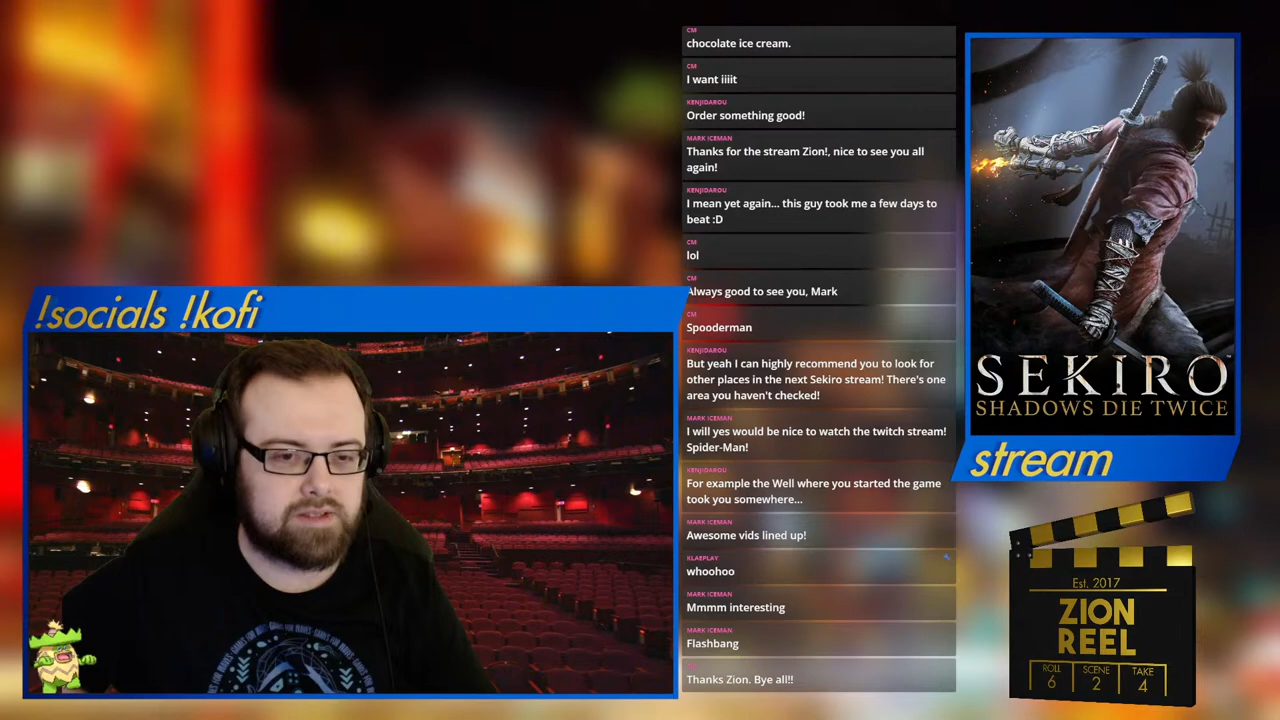 CM
chocolate ice cream.
CM
I want iiiit
KENJIDAROU
Order something good!
MARK ICEMAN
Thanks for the stream Zion!, nice to see you all
again!
KENJIDAROU
I mean yet again... this guy took me a few days to
beat :D
CM
lol
CM
Always good to see you, Mark
CM
Spooderman
KENJIDAROU
But yeah I can highly recommend you to look for
other places in the next Sekiro stream! There's one
area you haven't checked!
MARK ICEMAN
I will yes would be nice to watch the twitch stream!
Spider-Man!
KENJIDAROU
For example the Well where you started the game
took you somewhere...
MARK ICEMAN
Awesome vids lined up!
KLAEPLAY
whoohoo
MARK ICEMAN
Mmmm interesting
MARK ICEMAN
Flashbang
Thanks Zion. Bye all!!
!socials !kofi
GAMES FOR
SEKIRO
SHADOWS DIE TWICE
stream
Est. 2017
ZION
REEL
ROLL SCENE TAKE
6 2 4